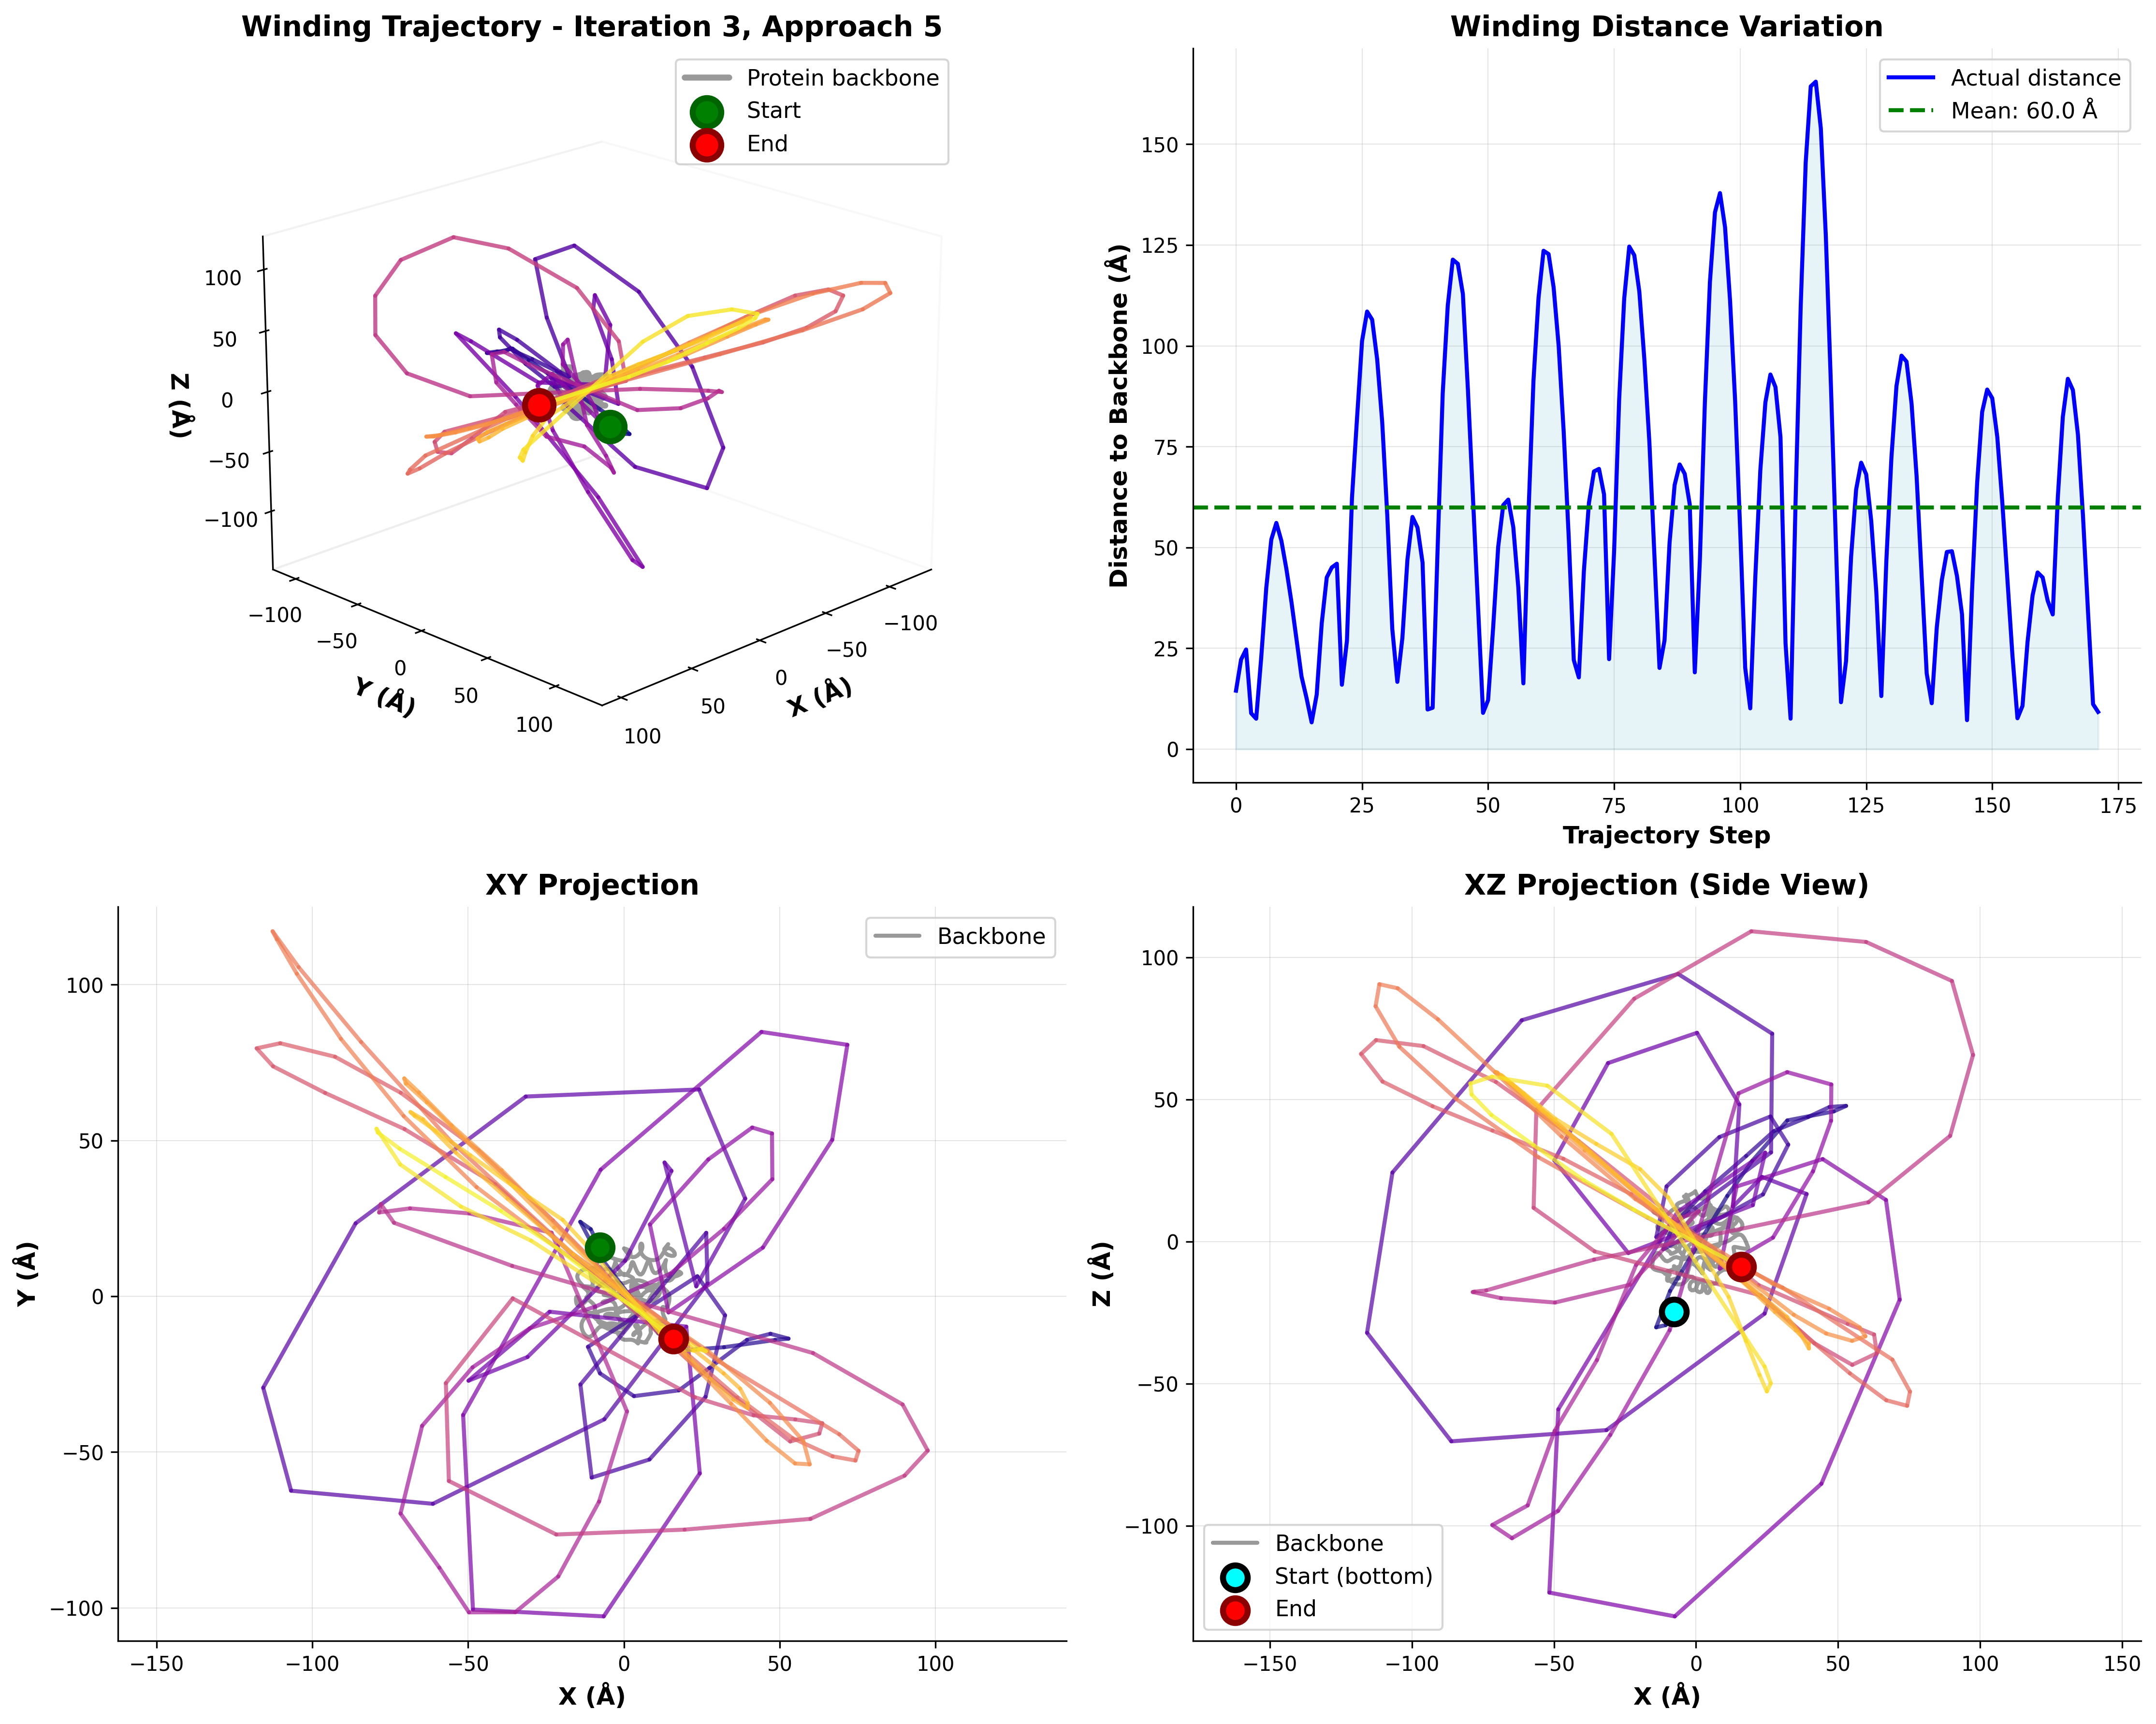 Winding Trajectory - Iteration 3, Approach 5
Protein backbone
Start
End
100
50
0
−50
−100
Z (Å)
−100
−50
0
50
100
Y (Å)
100
50
0
−50
−100
X (Å)
Winding Distance Variation
Actual distance
Mean: 60.0 Å
150
125
100
75
50
25
0
Distance to Backbone (Å)
0 25 50 75 100 125 150 175
Trajectory Step
XY Projection
Backbone
100
50
0
−50
−100
Y (Å)
−150 −100 −50 0 50 100
X (Å)
XZ Projection (Side View)
100
50
0
−50
−100
Z (Å)
Backbone
Start (bottom)
End
−150 −100 −50 0 50 100 150
X (Å)